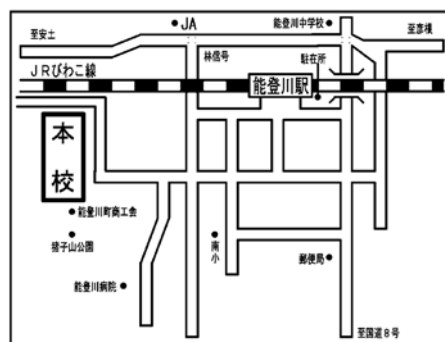 JA
能登川中学校
至安土
至彦根
林信号
駐在所
JRびわこ線
能登川駅
本校
能登川町商工会
猪子山公園
南小
郵便局
能登川病院
至国道8号